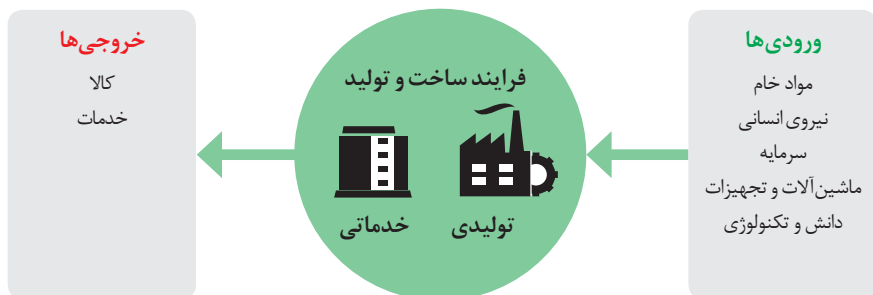 ورودی‌ها
مواد خام
نیروی انسانی
سرمایه
ماشین‌آلات و تجهیزات
دانش و تکنولوژی
فرایند ساخت و تولید
تولیدی
خدماتی
خروجی‌ها
کالا
خدمات